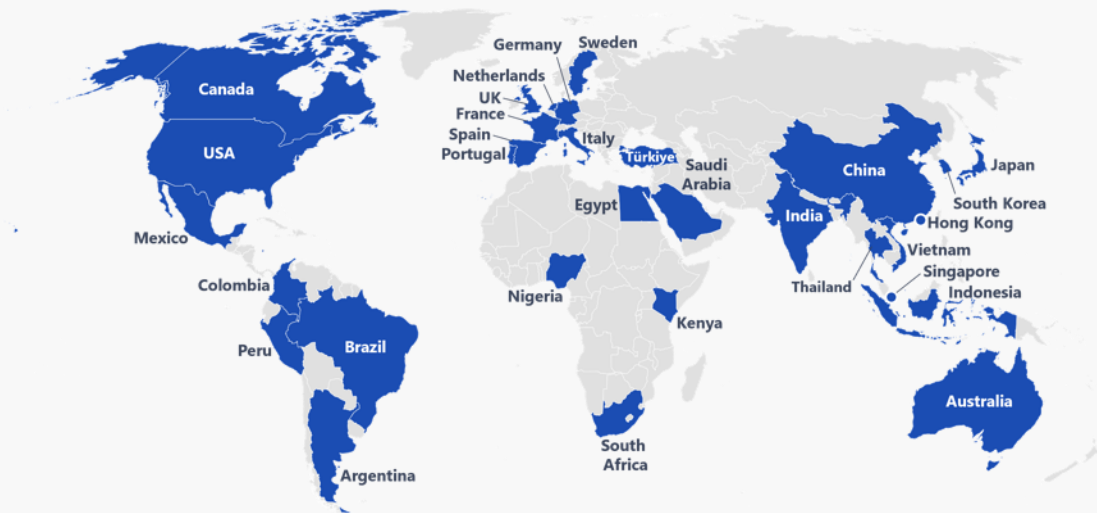 Germany
Sweden
Netherlands
UK
France
Spain
Portugal
Italy
Türkiye
Canada
USA
Mexico
Colombia
Peru
Brazil
Argentina
Saudi
Arabia
Egypt
Nigeria
Kenya
South
Africa
China
Japan
South Korea
Hong Kong
India
Vietnam
Thailand
Singapore
Indonesia
Australia